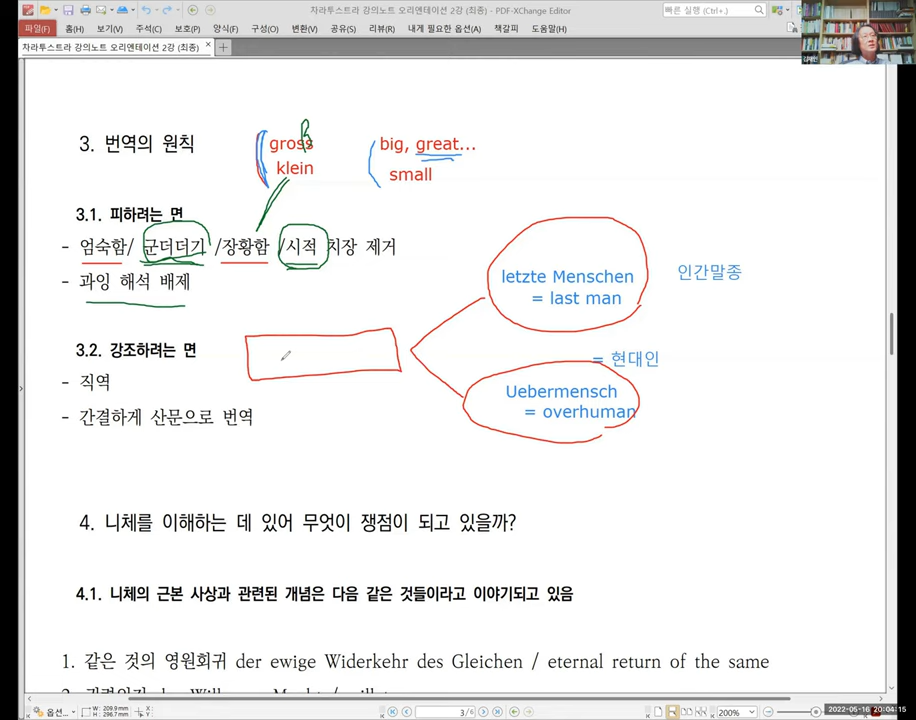 차라투스트라 강의노트 오리엔테이션 2강 (최종) - PDF-XChange Editor
빠른 실행...
파일(F) 홈(H) 보기(V) 주석(C) 보호(P) 양식(F) 구성(O) 변환(V) 공유(S) 리뷰(R) 내게 필요한 옵션(A) 책갈피 도움말(H)
차라투스트라 강의노트 오리엔테이션 2강 (최종) ×
3. 번역의 원칙
gross
klein
big, great...
small
3.1. 피하려는 면
- 엄숙함/ 군더더기 /장황함 /시적 치장 제거
- 과잉 해석 배제
letzte Menschen
= last man
인간말종
3.2. 강조하려는 면
- 직역
- 간결하게 산문으로 번역
= 현대인
Uebermensch
= overhuman
4. 니체를 이해하는 데 있어 무엇이 쟁점이 되고 있을까?
4.1. 니체의 근본 사상과 관련된 개념은 다음 같은 것들이라고 이야기되고 있음
1. 같은 것의 영원회귀 der ewige Widerkehr des Gleichen / eternal return of the same
옵션...
W: 209.9mm
H: 296.7mm
X:
Y:
3/6
200%
2022-05-16 20:04:15